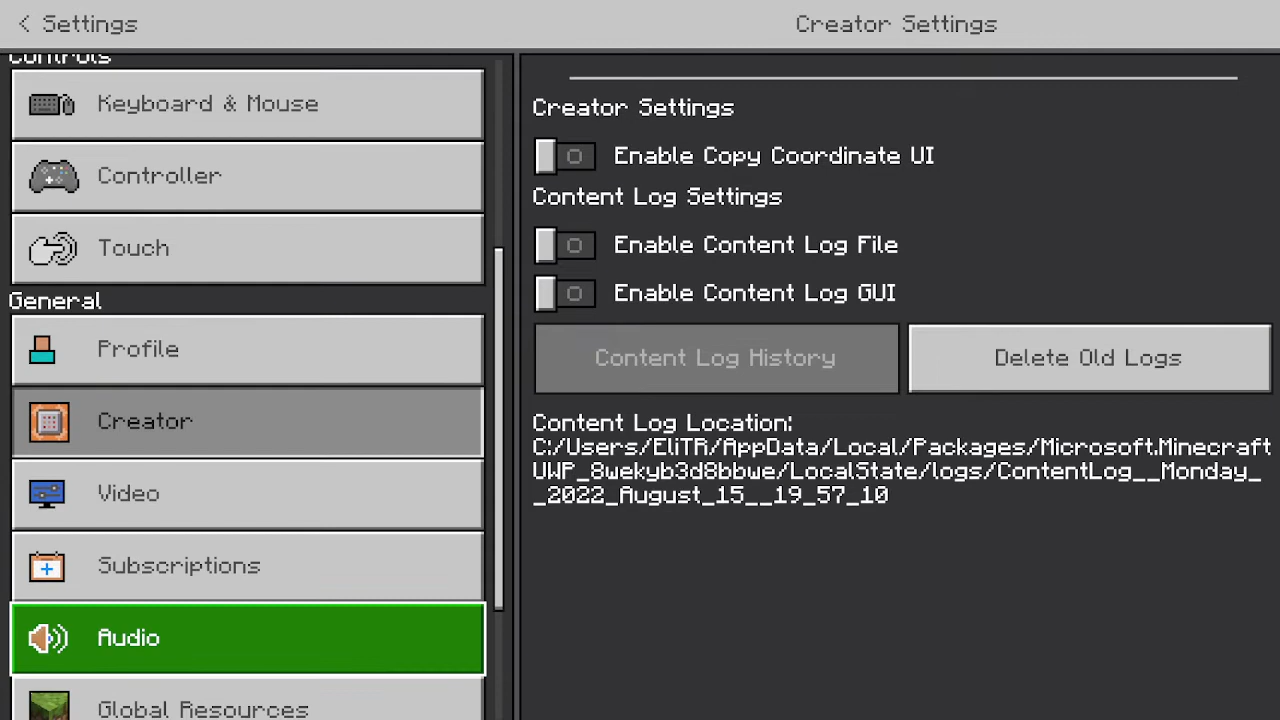 Settings
Creator Settings
Controls
Keyboard & Mouse
Controller
Touch
General
Profile
Creator
Video
Subscriptions
Audio
Global Resources
Creator Settings
Enable Copy Coordinate UI
Content Log Settings
Enable Content Log File
Enable Content Log GUI
Content Log History
Delete Old Logs
Content Log Location:
C:/Users/EliTR/AppData/Local/Packages/Microsoft.Minecraft
UWP_8wekyb3d8bbwe/LocalState/logs/ContentLog__Monday_
_2022_August_15__19_57_10